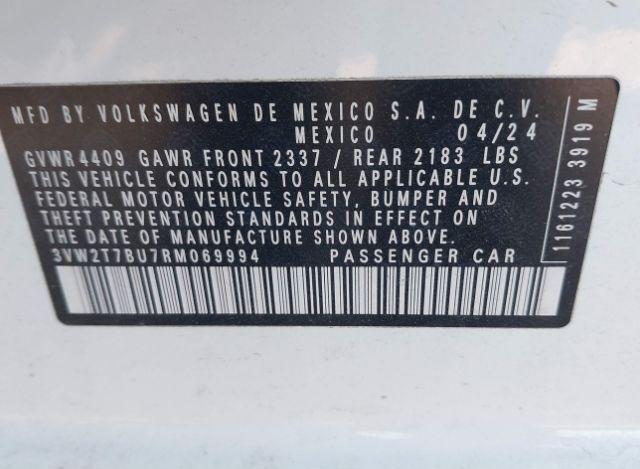 MFD BY VOLKSWAGEN DE MEXICO S.A. DE C.V.
MEXICO 04/24
GVWR 4409 GAWR FRONT 2337 / REAR 2183 LBS
THIS VEHICLE CONFORMS TO ALL APPLICABLE U.S.
FEDERAL MOTOR VEHICLE SAFETY, BUMPER AND
THEFT PREVENTION STANDARDS IN EFFECT ON
THE DATE OF MANUFACTURE SHOWN ABOVE.
3VW2T7BU7RM069994 PASSENGER CAR
1161223 3919 M